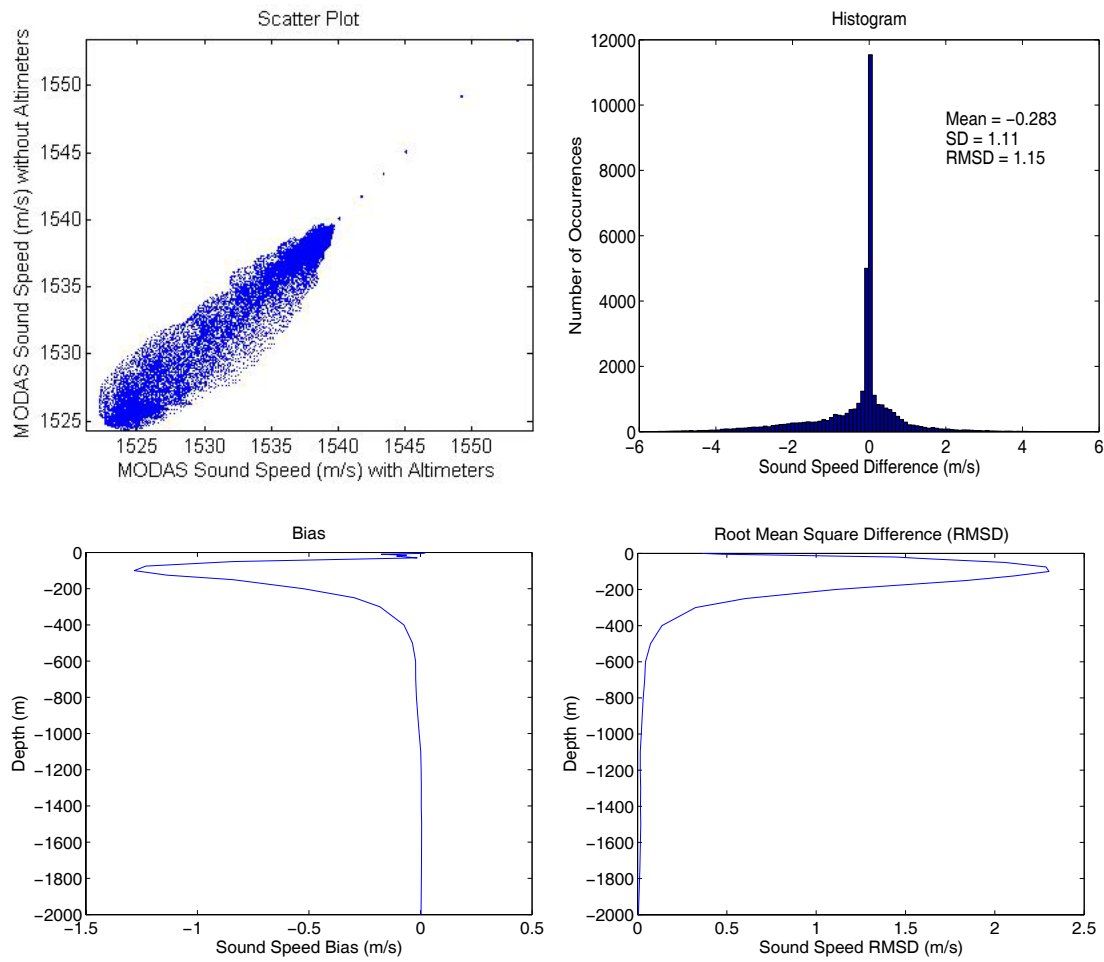 Scatter Plot
MODAS Sound Speed (m/s) without Altimeters
1550
1545
1540
1535
1530
1525
1525 1530 1535 1540 1545 1550
MODAS Sound Speed (m/s) with Altimeters
Histogram
Number of Occurrences
12000
10000
8000
6000
4000
2000
0
Mean = −0.283
SD = 1.11
RMSD = 1.15
−6 −4 −2 0 2 4 6
Sound Speed Difference (m/s)
Bias
Depth (m)
0
−200
−400
−600
−800
−1000
−1200
−1400
−1600
−1800
−2000
−1.5 −1 −0.5 0 0.5
Sound Speed Bias (m/s)
Root Mean Square Difference (RMSD)
Depth (m)
0
−200
−400
−600
−800
−1000
−1200
−1400
−1600
−1800
−2000
0 0.5 1 1.5 2 2.5
Sound Speed RMSD (m/s)